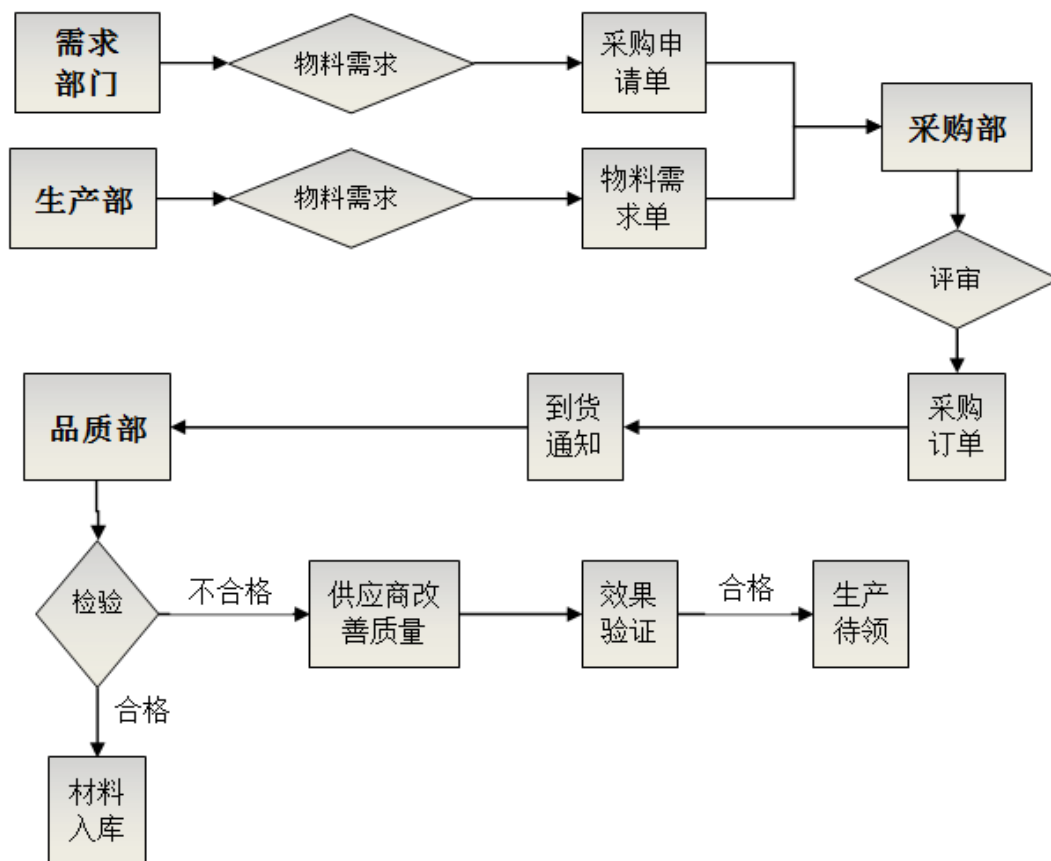 需求
部门
物料需求
采购申
请单
采购部
生产部
物料需求
物料需
求单
评审
品质部
到货
通知
采购
订单
检验
不合格
供应商改
善质量
效果
验证
合格
生产
待领
合格
材料
入库